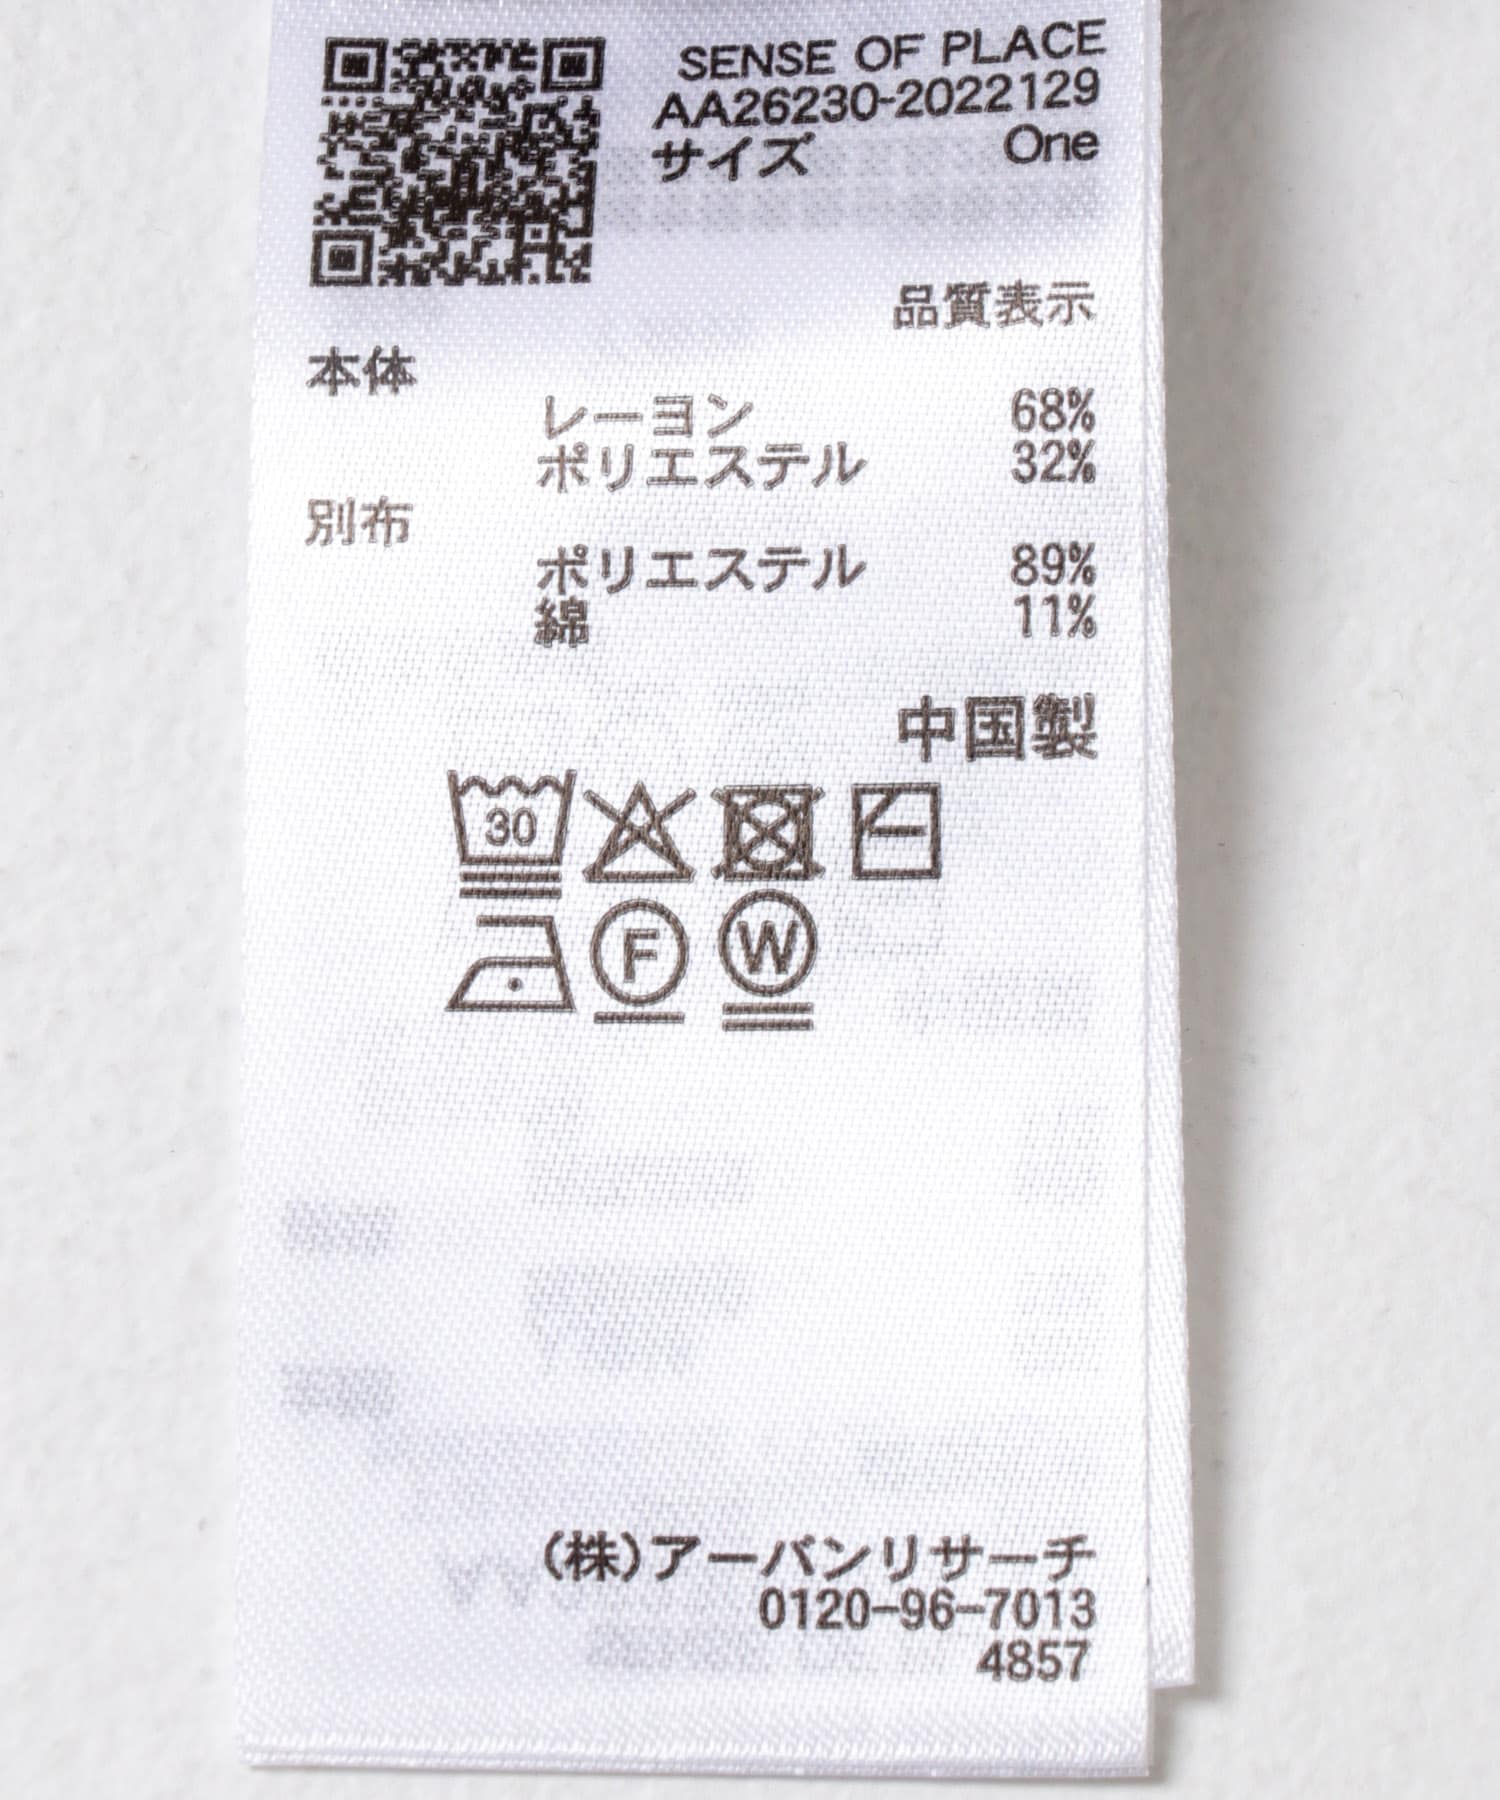 SENSE OF PLACE
AA26230-2022129
サイズ One
品質表示
本体
レーヨン 68%
ポリエステル 32%
別布
ポリエステル 89%
綿 11%
中国製
30
F W
(株)アーバンリサーチ
0120-96-7013
4857